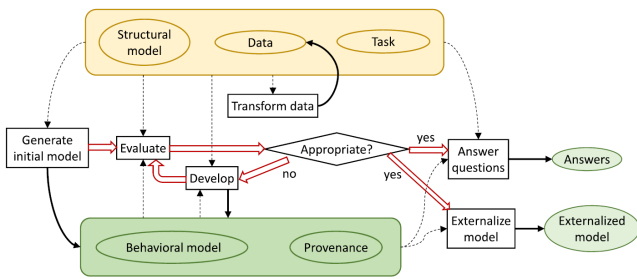 Structural
model
Data
Task
Transform data
Generate
initial model
Evaluate
Appropriate?
yes
Answer
questions
Answers
no
yes
Develop
Behavioral model
Provenance
Externalize
model
Externalized
model